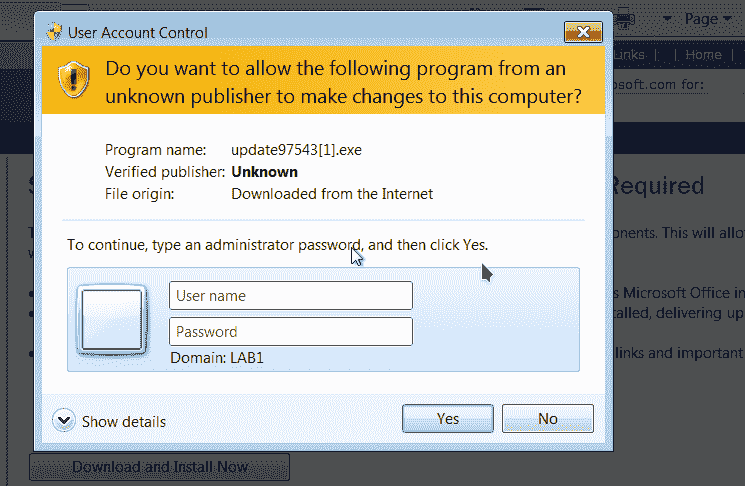 User Account Control
Page
Do you want to allow the following program from an
unknown publisher to make changes to this computer?
Links | | Home |
soft.com for:
Program name: update97543[1].exe
Verified publisher: Unknown
File origin: Downloaded from the Internet
Required
To continue, type an administrator password, and then click Yes.
This will allo
User name
Microsoft Office in
Password
talled, delivering up
Domain: LAB1
links and important
Show details
Yes
No
Download and Install Now